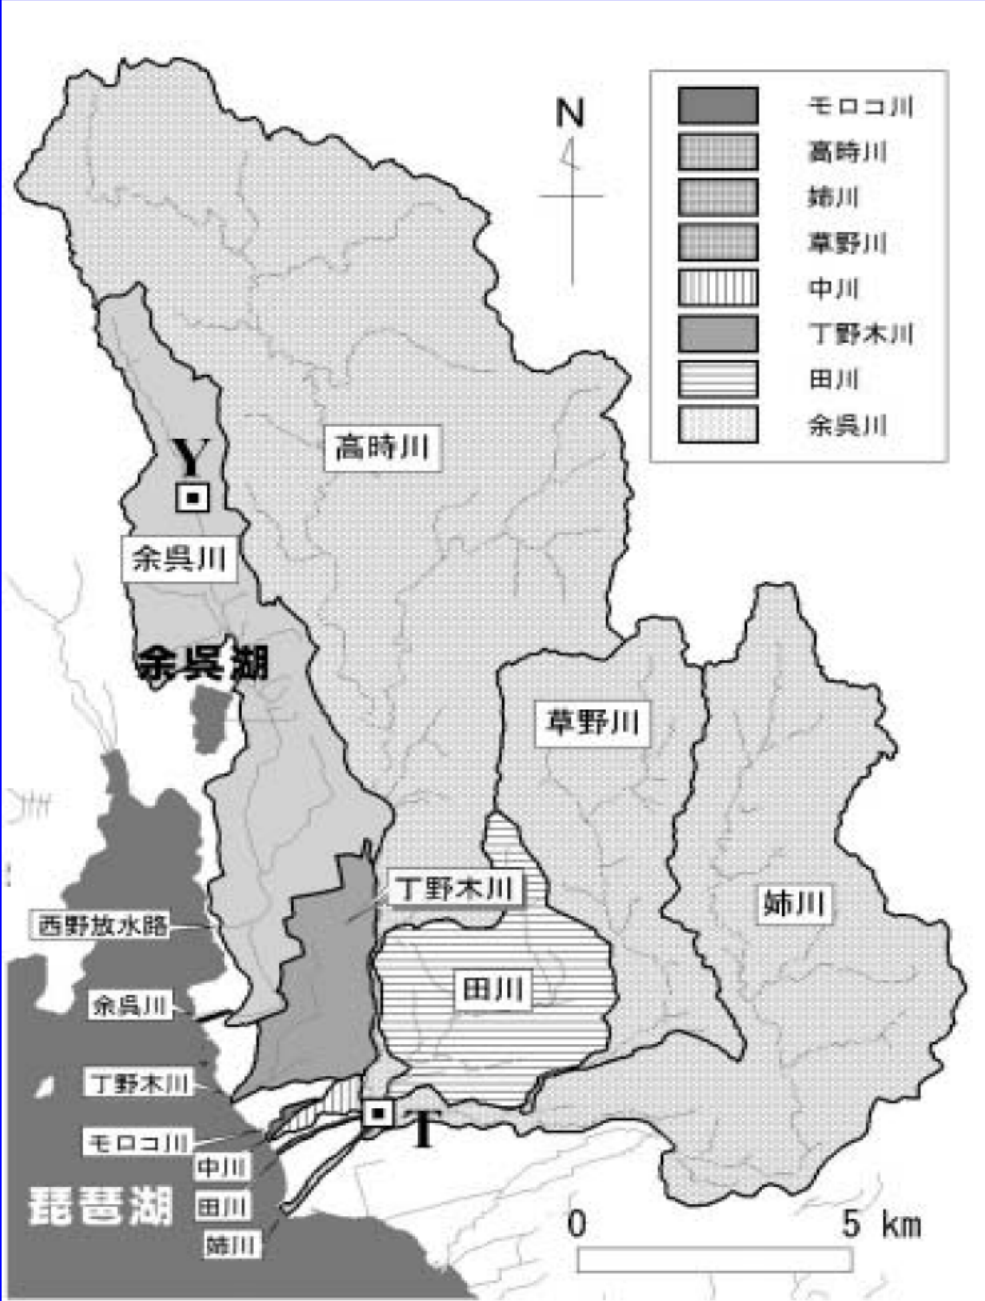 N
モロコ川
高時川
姉川
草野川
中川
丁野木川
田川
余呉川
高時川
Y
余呉川
余呉湖
草野川
丁野木川
姉川
西野放水路
田川
余呉川
丁野木川
モロコ川
T
中川
琵琶湖
田川
姉川
0 5 km